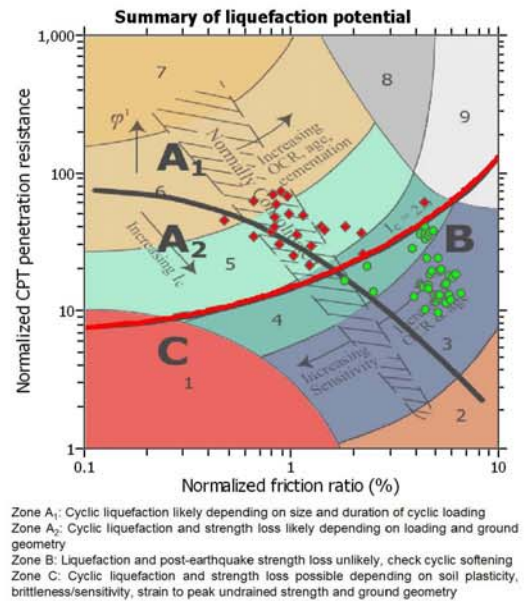 Summary of liquefaction potential
Normalized CPT penetration resistance
1,000
100
10
1
7
8
9
φ'
A₁
Normally
Increasing
OCR, age,
cementation
6
A₂
Increasing Ic
5
B
4
C
1
3
Increasing
Sensitivity
2
0.1
1
10
Normalized friction ratio (%)
Zone A₁: Cyclic liquefaction likely depending on size and duration of cyclic loading
Zone A₂: Cyclic liquefaction and strength loss likely depending on loading and ground
geometry
Zone B: Liquefaction and post-earthquake strength loss unlikely, check cyclic softening
Zone C: Cyclic liquefaction and strength loss possible depending on soil plasticity,
brittleness/sensitivity, strain to peak undrained strength and ground geometry